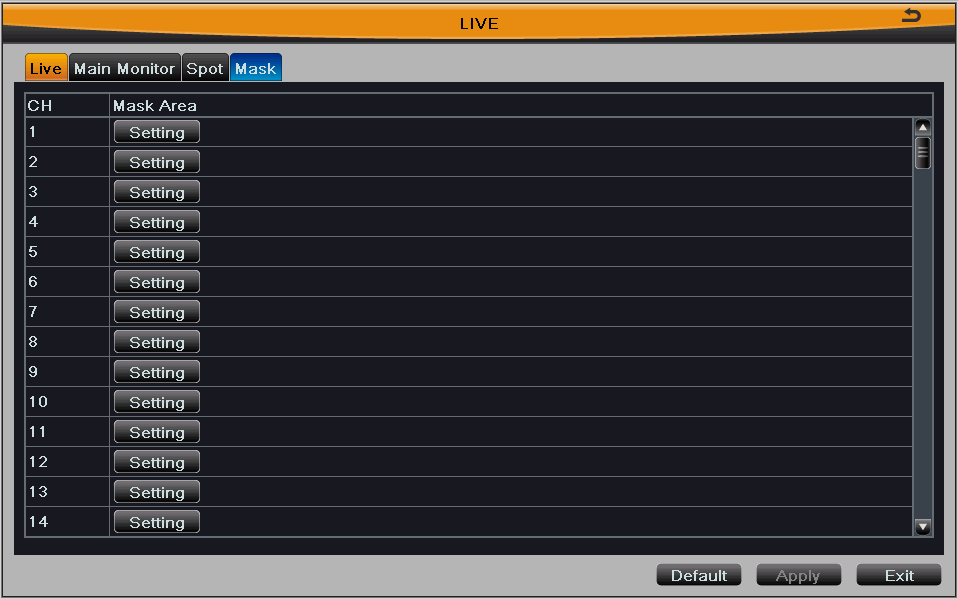 LIVE
Live Main Monitor Spot Mask
CH Mask Area
1 Setting
2 Setting
3 Setting
4 Setting
5 Setting
6 Setting
7 Setting
8 Setting
9 Setting
10 Setting
11 Setting
12 Setting
13 Setting
14 Setting
Default Apply Exit